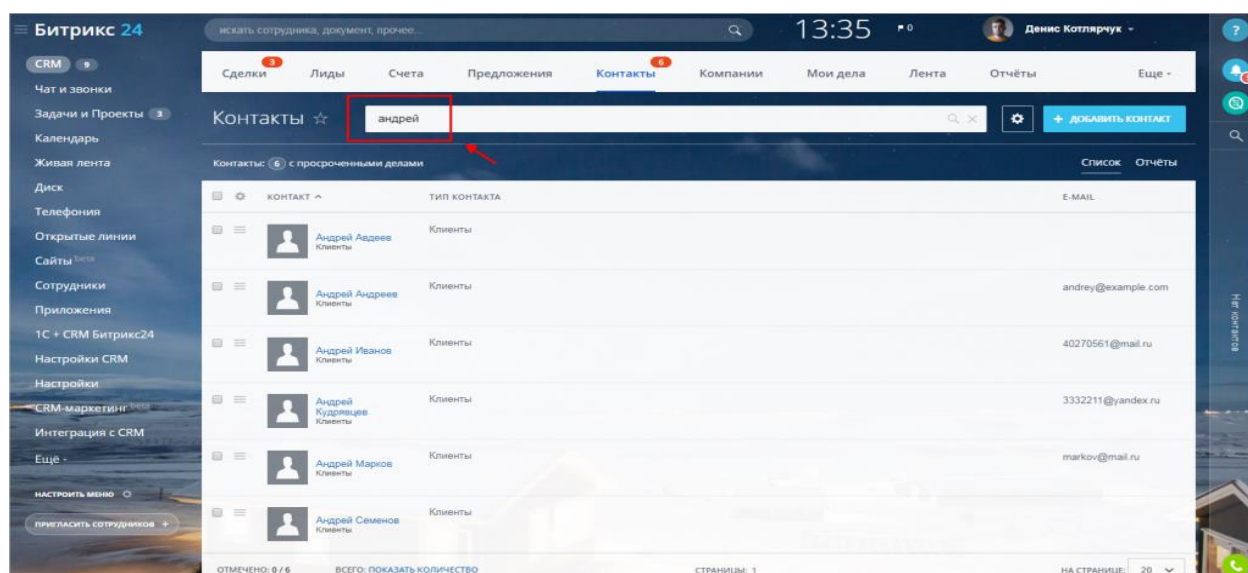 Битрикс 24
искать сотрудника, документ, прочее...
13:35
0
Денис Котлярчук
?
CRM 9
Чат и звонки
Задачи и Проекты 3
Календарь
Живая лента
Диск
Телефония
Открытые линии
Сайты beta
Сотрудники
Приложения
1С + CRM Битрикс24
Настройки CRM
Настройки
CRM-маркетинг beta
Интеграция с CRM
Ещё
НАСТРОИТЬ МЕНЮ
ПРИГЛАСИТЬ СОТРУДНИКОВ +
3
6
Сделки Лиды Счета Предложения Контакты Компании Мои дела Лента Отчёты Еще
Контакты
андрей
+ ДОБАВИТЬ КОНТАКТ
Контакты: 6 с просроченными делами
Список Отчёты
КОНТАКТ ТИП КОНТАКТА E-MAIL
Андрей Авдеев
Клиенты
Клиенты
Андрей Андреев
Клиенты
Клиенты
andrey@example.com
Андрей Иванов
Клиенты
Клиенты
40270561@mail.ru
Андрей
Кудрявцев
Клиенты
Клиенты
3332211@yandex.ru
Андрей Марков
Клиенты
Клиенты
markov@mail.ru
Андрей Семенов
Клиенты
Клиенты
ОТМЕЧЕНО: 0 / 6 ВСЕГО: ПОКАЗАТЬ КОЛИЧЕСТВО СТРАНИЦЫ: 1 НА СТРАНИЦЕ: 20
Нет контактов